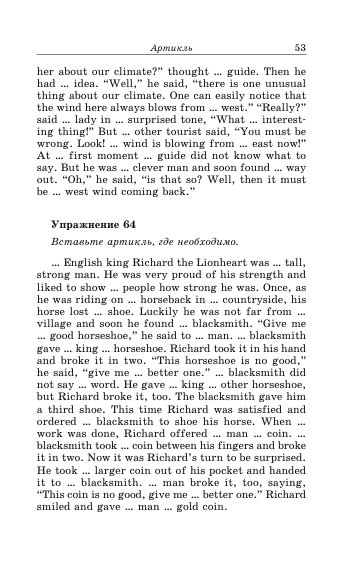 Артикль 53
her about our climate?” thought ... guide. Then he
had ... idea. “Well,” he said, “there is one unusual
thing about our climate. One can easily notice that
the wind here always blows from ... west.” “Really?”
said ... lady in ... surprised tone, “What ... interest-
ing thing!” But ... other tourist said, “You must be
wrong. Look! ... wind is blowing from ... east now!”
At ... first moment ... guide did not know what to
say. But he was ... clever man and soon found ... way
out. “Oh,” he said, “is that so? Well, then it must
be ... west wind coming back.”
Упражнение 64
Вставьте артикль, где необходимо.
... English king Richard the Lionheart was ... tall,
strong man. He was very proud of his strength and
liked to show ... people how strong he was. Once, as
he was riding on ... horseback in ... countryside, his
horse lost ... shoe. Luckily he was not far from ...
village and soon he found ... blacksmith. “Give me
... good horseshoe,” he said to ... man. ... blacksmith
gave ... king ... horseshoe. Richard took it in his hand
and broke it in two. “This horseshoe is no good,”
he said, “give me ... better one.” ... blacksmith did
not say ... word. He gave ... king ... other horseshoe,
but Richard broke it, too. The blacksmith gave him
a third shoe. This time Richard was satisfied and
ordered ... blacksmith to shoe his horse. When ...
work was done, Richard offered ... man ... coin. ...
blacksmith took ... coin between his fingers and broke
it in two. Now it was Richard’s turn to be surprised.
He took ... larger coin out of his pocket and handed
it to ... blacksmith. ... man broke it, too, saying,
“This coin is no good, give me ... better one.” Richard
smiled and gave ... man ... gold coin.